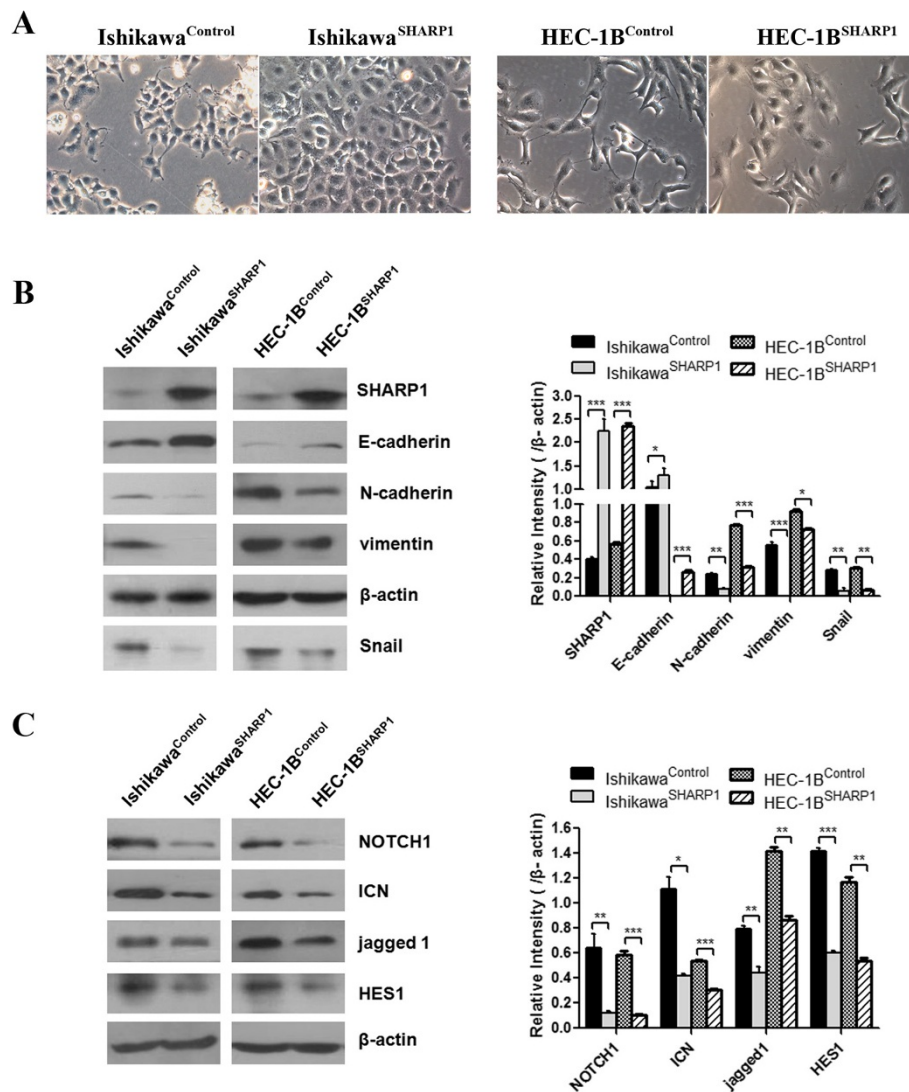 A
Ishikawa^Control Ishikawa^SHARP1 HEC-1B^Control HEC-1B^SHARP1
B
Ishikawa^Control Ishikawa^SHARP1 HEC-1B^Control HEC-1B^SHARP1
SHARP1
E-cadherin
N-cadherin
vimentin
β-actin
Snail
Ishikawa^Control HEC-1B^Control
Ishikawa^SHARP1 HEC-1B^SHARP1
Relative Intensity ( /β- actin)
3.0
2.5
2.0
1.5
1.0
0.8
0.6
0.4
0.2
0.0
*** *** * *** ** *** *** * ** **
SHARP1 E-cadherin N-cadherin vimentin Snail
C
Ishikawa^Control Ishikawa^SHARP1 HEC-1B^Control HEC-1B^SHARP1
NOTCH1
ICN
jagged 1
HES1
β-actin
Ishikawa^Control HEC-1B^Control
Ishikawa^SHARP1 HEC-1B^SHARP1
Relative Intensity ( /β- actin)
1.6
1.4
1.2
1.0
0.8
0.6
0.4
0.2
0.0
** *** * *** ** ** *** **
NOTCH1 ICN jagged1 HES1